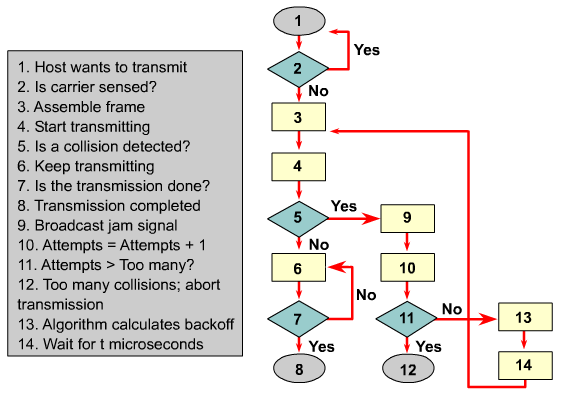 1. Host wants to transmit
2. Is carrier sensed?
3. Assemble frame
4. Start transmitting
5. Is a collision detected?
6. Keep transmitting
7. Is the transmission done?
8. Transmission completed
9. Broadcast jam signal
10. Attempts = Attempts + 1
11. Attempts > Too many?
12. Too many collisions; abort
transmission
13. Algorithm calculates backoff
14. Wait for t microseconds
1
Yes
2
No
3
4
5
Yes
9
No
6
10
No
7
11
No
13
Yes
Yes
8
12
14